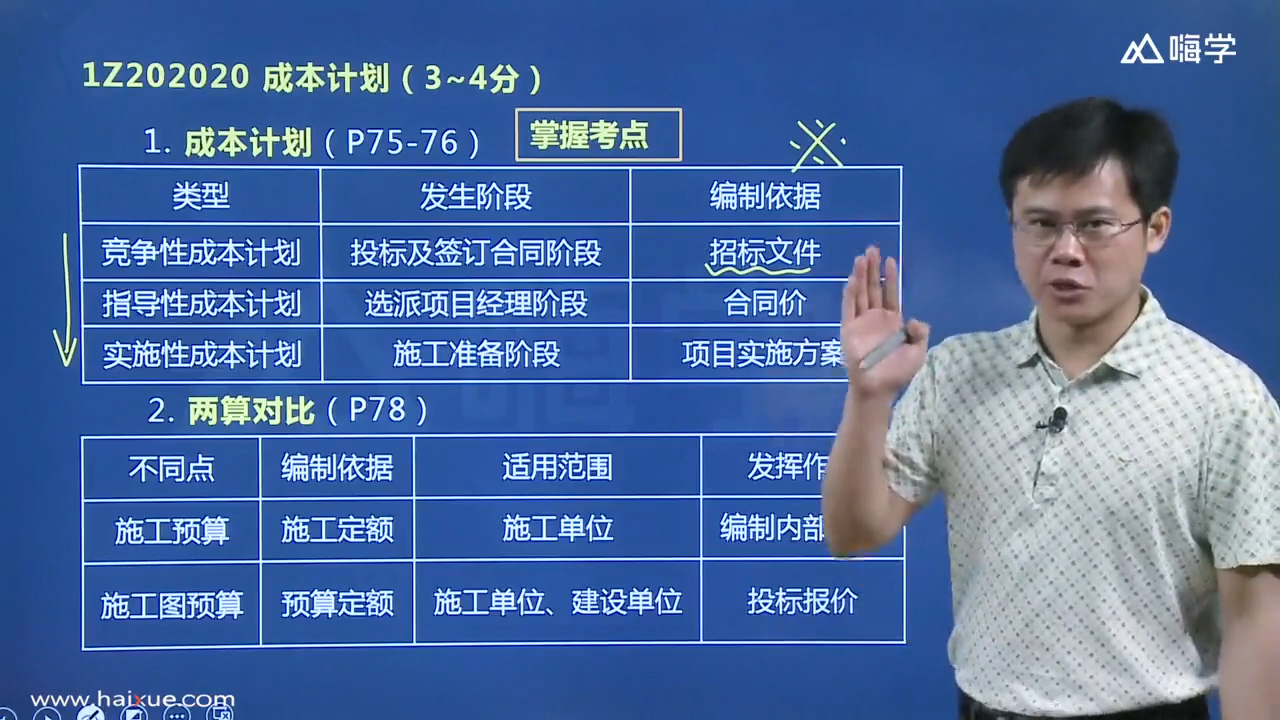 嗨学
1Z202020 成本计划（3~4分）
1. 成本计划（P75-76） 掌握考点
类型 发生阶段 编制依据
竞争性成本计划 投标及签订合同阶段 招标文件
指导性成本计划 选派项目经理阶段 合同价
实施性成本计划 施工准备阶段 项目实施方案
2. 两算对比（P78）
不同点 编制依据 适用范围 发挥作
施工预算 施工定额 施工单位 编制内部
施工图预算 预算定额 施工单位、建设单位 投标报价
www.haixue.com